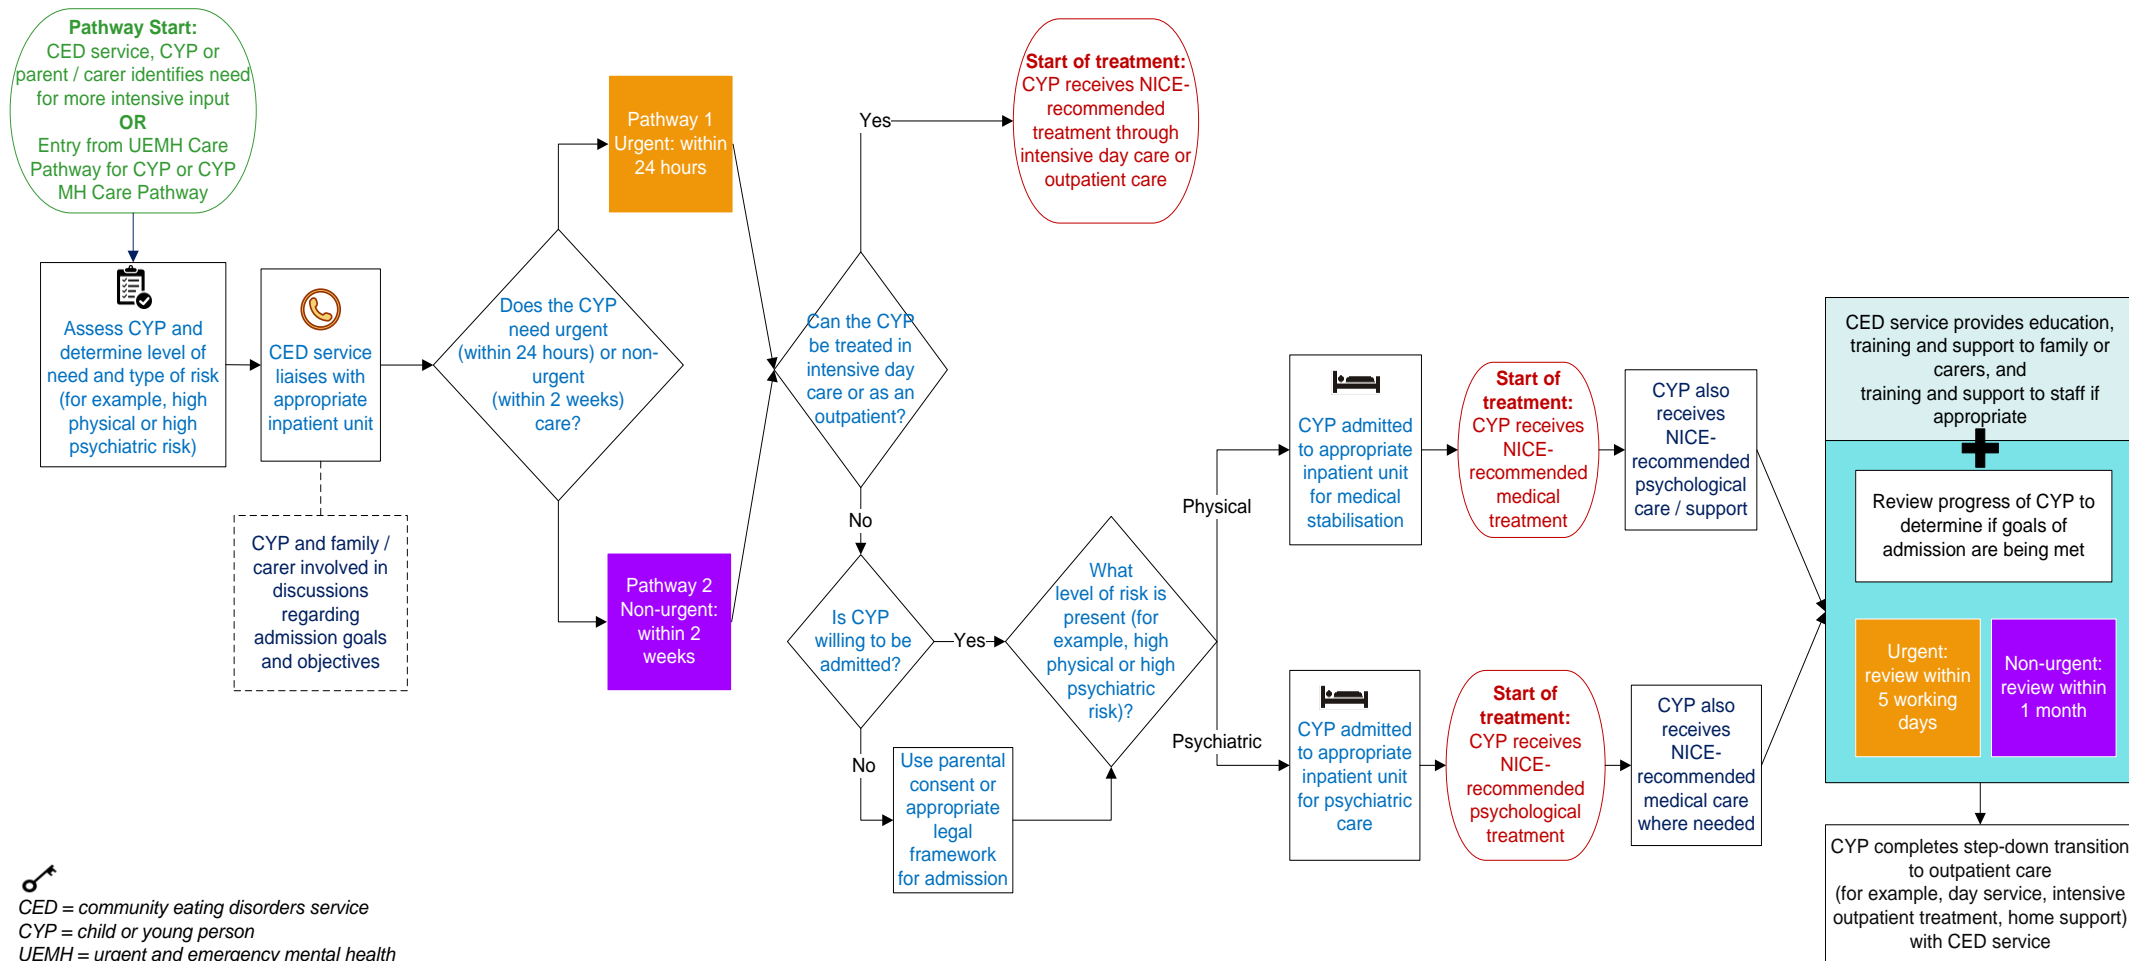 Pathway Start:
CED service, CYP or
parent / carer identifies need
for more intensive input
OR
Entry from UEMH Care
Pathway for CYP or CYP
MH Care Pathway
Assess CYP and
determine level of
need and type of risk
(for example, high
physical or high
psychiatric risk)
CED service
liaises with
appropriate
inpatient unit
CYP and family /
carer involved in
discussions
regarding
admission goals
and objectives
Does the CYP
need urgent
(within 24 hours) or non-
urgent
(within 2 weeks)
care?
Pathway 1
Urgent: within
24 hours
Pathway 2
Non-urgent:
within 2
weeks
Can the CYP
be treated in
intensive day
care or as an
outpatient?
Yes
Start of treatment:
CYP receives NICE-
recommended
treatment through
intensive day care or
outpatient care
No
Is CYP
willing to be
admitted?
Yes
No
Use parental
consent or
appropriate
legal
framework
for admission
What
level of risk is
present (for
example, high
physical or high
psychiatric
risk)?
Physical
CYP admitted
to appropriate
inpatient unit
for medical
stabilisation
Start of
treatment:
CYP receives
NICE-
recommended
medical
treatment
CYP also
receives
NICE-
recommended
psychological
care / support
Psychiatric
CYP admitted
to appropriate
inpatient unit
for psychiatric
care
Start of
treatment:
CYP receives
NICE-
recommended
psychological
treatment
CYP also
receives
NICE-
recommended
medical care
where needed
CED service provides education,
training and support to family or
carers, and
training and support to staff if
appropriate
Review progress of CYP to
determine if goals of
admission are being met
Urgent:
review within
5 working
days
Non-urgent:
review within
1 month
CYP completes step-down transition
to outpatient care
(for example, day service, intensive
outpatient treatment, home support)
with CED service
CED = community eating disorders service
CYP = child or young person
UEMH = urgent and emergency mental health